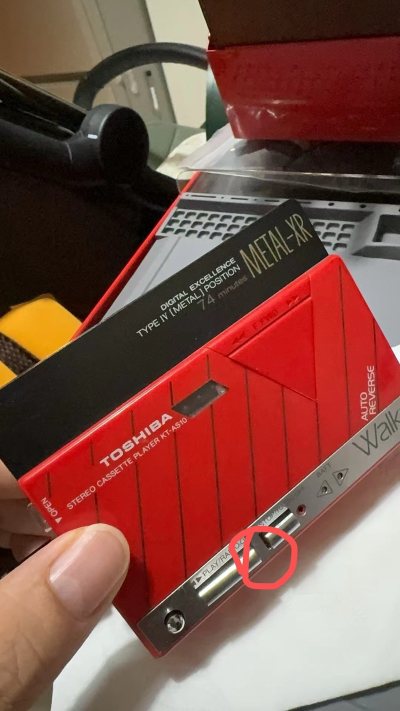 DIGITAL EXCELLENCE
TYPE IV [METAL] POSITION
74 minutes
METAL-XR
TOSHIBA
STEREO CASSETTE PLAYER KT-AS10
OPEN
AUTO
REVERSE
Walk
BATT